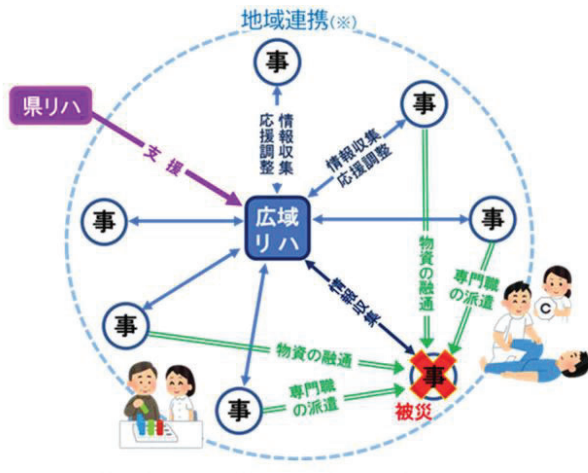 地域連携(※)
事
県リハ
支援
情報収集
応援調整
事
情報収集
応援調整
事
広域
リハ
事
物資の融通
専門職
の派遣
C
情報収集
事
物資の融通
事
被災
専門職
の派遣
事